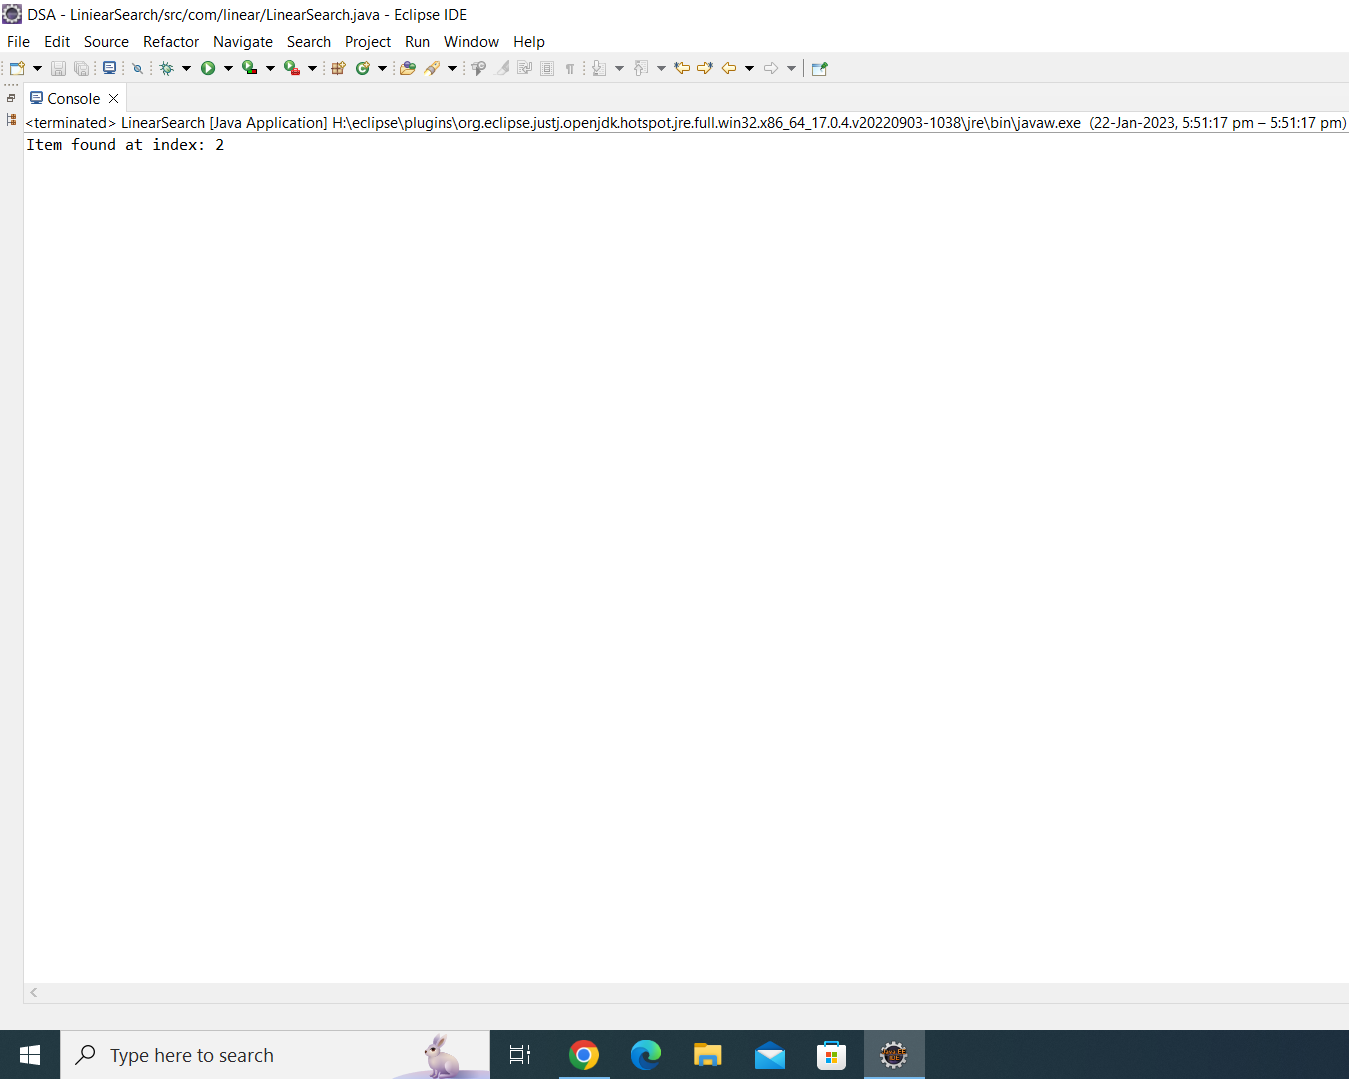 DSA - LiniearSearch/src/com/linear/LinearSearch.java - Eclipse IDE
File Edit Source Refactor Navigate Search Project Run Window Help
Console
<terminated> LinearSearch [Java Application] H:\eclipse\plugins\org.eclipse.justj.openjdk.hotspot.jre.full.win32.x86_64_17.0.4.v20220903-1038\jre\bin\javaw.exe (22-Jan-2023, 5:51:17 pm – 5:51:17 pm)
Item found at index: 2
Type here to search